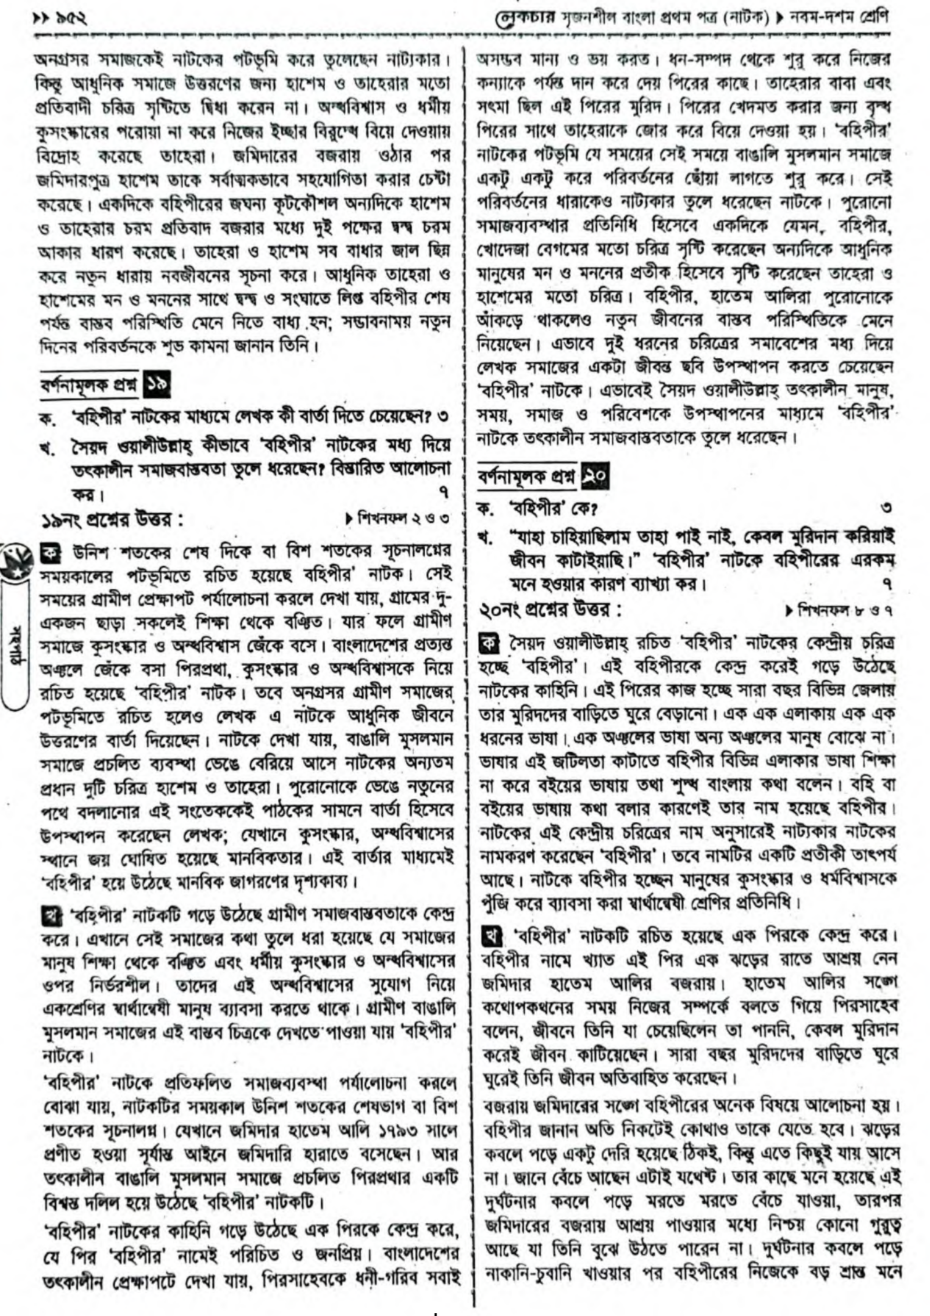 >> ৯৫২
লেকচার সৃজনশীল বাংলা প্রথম পত্র (নাটক) ▶ নবম-দশম শ্রেণি
অনগ্রসর সমাজকেই নাটকের পটভূমি করে তুলেছেন নাট্যকার।
কিন্তু আধুনিক সমাজে উত্তরণের জন্য হাশেম ও তাহেরার মতো
প্রতিবাদী চরিত্র সৃষ্টিতে দ্বিধা করেন না। অন্ধবিশ্বাস ও ধর্মীয়
কুসংস্কারের পরোয়া না করে নিজের ইচ্ছার বিরুদ্ধে বিয়ে দেওয়ায়
বিদ্রোহ করেছে তাহেরা। জমিদারের বজরায় ওঠার পর
জমিদারপুত্র হাশেম তাকে সর্বাত্মকভাবে সহযোগিতা করার চেষ্টা
করেছে। একদিকে বহিপীরের জঘন্য কূটকৌশল অন্যদিকে হাশেম
ও তাহেরার চরম প্রতিবাদ বজরার মধ্যে দুই পক্ষের দ্বন্দ্ব চরম
আকার ধারণ করেছে। তাহেরা ও হাশেম সব বাধার জাল ছিন্ন
করে নতুন ধারায় নবজীবনের সূচনা করে। আধুনিক তাহেরা ও
হাশেমের মন ও মননের সাথে দ্বন্দ্ব ও সংঘাতে লিপ্ত বহিপীর শেষ
পর্যন্ত বাস্তব পরিস্থিতি মেনে নিতে বাধ্য হন; সম্ভাবনাময় নতুন
দিনের পরিবর্তনকে শুভ কামনা জানান তিনি।
বর্ণনামূলক প্রশ্ন ১৯
ক. ‘বহিপীর’ নাটকের মাধ্যমে লেখক কী বার্তা দিতে চেয়েছেন? ৩
খ. সৈয়দ ওয়ালীউল্লাহ্ কীভাবে ‘বহিপীর’ নাটকের মধ্য দিয়ে
তৎকালীন সমাজবাস্তবতা তুলে ধরেছেন? বিস্তারিত আলোচনা
কর। ৭
১৯নং প্রশ্নের উত্তর : ▶ শিখনফল ২ ও ৩
ক উনিশ শতকের শেষ দিকে বা বিশ শতকের সূচনালগ্নের
সময়কালের পটভূমিতে রচিত হয়েছে বহিপীর’ নাটক। সেই
সময়ের গ্রামীণ প্রেক্ষাপট পর্যালোচনা করলে দেখা যায়, গ্রামের দু-
একজন ছাড়া সকলেই শিক্ষা থেকে বঞ্চিত। যার ফলে গ্রামীণ
সমাজে কুসংস্কার ও অন্ধবিশ্বাস জেঁকে বসে। বাংলাদেশের প্রত্যন্ত
অঞ্চলে জেঁকে বসা পিরপ্রথা, কুসংস্কার ও অন্ধবিশ্বাসকে নিয়ে
রচিত হয়েছে ‘বহিপীর’ নাটক। তবে অনগ্রসর গ্রামীণ সমাজের
পটভূমিতে রচিত হলেও লেখক এ নাটকে আধুনিক জীবনে
উত্তরণের বার্তা দিয়েছেন। নাটকে দেখা যায়, বাঙালি মুসলমান
সমাজে প্রচলিত ব্যবস্থা ভেঙে বেরিয়ে আসে নাটকের অন্যতম
প্রধান দুটি চরিত্র হাশেম ও তাহেরা। পুরোনোকে ভেঙে নতুনের
পথে বদলানোর এই সংতেককেই পাঠকের সামনে বার্তা হিসেবে
উপস্থাপন করেছেন লেখক; যেখানে কুসংস্কার, অন্ধবিশ্বাসের
স্থানে জয় ঘোষিত হয়েছে মানবিকতার। এই বার্তার মাধ্যমেই
‘বহিপীর’ হয়ে উঠেছে মানবিক জাগরণের দৃশ্যকাব্য।
খ ‘বহিপীর’ নাটকটি গড়ে উঠেছে গ্রামীণ সমাজবাস্তবতাকে কেন্দ্র
করে। এখানে সেই সমাজের কথা তুলে ধরা হয়েছে যে সমাজের
মানুষ শিক্ষা থেকে বঞ্চিত এবং ধর্মীয় কুসংস্কার ও অন্ধবিশ্বাসের
ওপর নির্ভরশীল। তাদের এই অন্ধবিশ্বাসের সুযোগ নিয়ে
একশ্রেণির স্বার্থান্বেষী মানুষ ব্যাবসা করতে থাকে। গ্রামীণ বাঙালি
মুসলমান সমাজের এই বাস্তব চিত্রকে দেখতে পাওয়া যায় ‘বহিপীর’
নাটকে।
‘বহিপীর’ নাটকে প্রতিফলিত সমাজব্যবস্থা পর্যালোচনা করলে
বোঝা যায়, নাটকটির সময়কাল উনিশ শতকের শেষভাগ বা বিশ
শতকের সূচনালগ্ন। যেখানে জমিদার হাতেম আলি ১৭৯৩ সালে
প্রণীত হওয়া সূর্যাস্ত আইনে জমিদারি হারাতে বসেছেন। আর
তৎকালীন বাঙালি মুসলমান সমাজে প্রচলিত পিরপ্রথার একটি
বিশ্বস্ত দলিল হয়ে উঠেছে ‘বহিপীর’ নাটকটি।
‘বহিপীর’ নাটকের কাহিনি গড়ে উঠেছে এক পিরকে কেন্দ্র করে,
যে পির ‘বহিপীর’ নামেই পরিচিত ও জনপ্রিয়। বাংলাদেশের
তৎকালীন প্রেক্ষাপটে দেখা যায়, পিরসাহেবকে ধনী-গরিব সবাই
সহপাঠ
অসম্ভব মান্য ও ভয় করত। ধন-সম্পদ থেকে শুরু করে নিজের
কন্যাকে পর্যন্ত দান করে দেয় পিরের কাছে। তাহেরার বাবা এবং
সৎমা ছিল এই পিরের মুরিদ। পিরের খেদমত করার জন্য বৃদ্ধ
পিরের সাথে তাহেরাকে জোর করে বিয়ে দেওয়া হয়। ‘বহিপীর’
নাটকের পটভূমি যে সময়ের সেই সময়ে বাঙালি মুসলমান সমাজে
একটু একটু করে পরিবর্তনের ছোঁয়া লাগতে শুরু করে। সেই
পরিবর্তনের ধারাকেও নাট্যকার তুলে ধরেছেন নাটকে। পুরোনো
সমাজব্যবস্থার প্রতিনিধি হিসেবে একদিকে যেমন, বহিপীর,
খোদেজা বেগমের মতো চরিত্র সৃষ্টি করেছেন অন্যদিকে আধুনিক
মানুষের মন ও মননের প্রতীক হিসেবে সৃষ্টি করেছেন তাহেরা ও
হাশেমের মতো চরিত্র। বহিপীর, হাতেম আলিরা পুরোনোকে
আঁকড়ে থাকলেও নতুন জীবনের বাস্তব পরিস্থিতিকে মেনে
নিয়েছেন। এভাবে দুই ধরনের চরিত্রের সমাবেশের মধ্য দিয়ে
লেখক সমাজের একটা জীবন্ত ছবি উপস্থাপন করতে চেয়েছেন
‘বহিপীর’ নাটকে। এভাবেই সৈয়দ ওয়ালীউল্লাহ্ তৎকালীন মানুষ,
সময়, সমাজ ও পরিবেশকে উপস্থাপনের মাধ্যমে ‘বহিপীর’
নাটকে তৎকালীন সমাজবাস্তবতাকে তুলে ধরেছেন।
বর্ণনামূলক প্রশ্ন ২০
ক. ‘বহিপীর’ কে? ৩
খ. “যাহা চাহিয়াছিলাম তাহা পাই নাই, কেবল মুরিদান করিয়াই
জীবন কাটাইয়াছি।” ‘বহিপীর’ নাটকে বহিপীরের এরকম
মনে হওয়ার কারণ ব্যাখ্যা কর। ৭
২০নং প্রশ্নের উত্তর : ▶ শিখনফল ৮ ও ৭
ক সৈয়দ ওয়ালীউল্লাহ্ রচিত ‘বহিপীর’ নাটকের কেন্দ্রীয় চরিত্র
হচ্ছে ‘বহিপীর’। এই বহিপীরকে কেন্দ্র করেই গড়ে উঠেছে
নাটকের কাহিনি। এই পিরের কাজ হচ্ছে সারা বছর বিভিন্ন জেলায়
তার মুরিদদের বাড়িতে ঘুরে বেড়ানো। এক এক এলাকায় এক এক
ধরনের ভাষা। এক অঞ্চলের ভাষা অন্য অঞ্চলের মানুষ বোঝে না।
ভাষার এই জটিলতা কাটাতে বহিপীর বিভিন্ন এলাকার ভাষা শিক্ষা
না করে বইয়ের ভাষায় তথা শুদ্ধ বাংলায় কথা বলেন। বহি বা
বইয়ের ভাষায় কথা বলার কারণেই তার নাম হয়েছে বহিপীর।
নাটকের এই কেন্দ্রীয় চরিত্রের নাম অনুসারেই নাট্যকার নাটকের
নামকরণ করেছেন ‘বহিপীর’। তবে নামটির একটি প্রতীকী তাৎপর্য
আছে। নাটকে বহিপীর হচ্ছেন মানুষের কুসংস্কার ও ধর্মবিশ্বাসকে
পুঁজি করে ব্যাবসা করা স্বার্থান্বেষী শ্রেণির প্রতিনিধি।
খ ‘বহিপীর’ নাটকটি রচিত হয়েছে এক পিরকে কেন্দ্র করে।
বহিপীর নামে খ্যাত এই পির এক ঝড়ের রাতে আশ্রয় নেন
জমিদার হাতেম আলির বজরায়। হাতেম আলির সঙ্গে
কথোপকথনের সময় নিজের সম্পর্কে বলতে গিয়ে পিরসাহেব
বলেন, জীবনে তিনি যা চেয়েছিলেন তা পাননি, কেবল মুরিদান
করেই জীবন কাটিয়েছেন। সারা বছর মুরিদদের বাড়িতে ঘুরে
ঘুরেই তিনি জীবন অতিবাহিত করেছেন।
বজরায় জমিদারের সঙ্গে বহিপীরের অনেক বিষয়ে আলোচনা হয়।
বহিপীর জানান অতি নিকটেই কোথাও তাকে যেতে হবে। ঝড়ের
কবলে পড়ে একটু দেরি হয়েছে ঠিকই, কিন্তু এতে কিছুই যায় আসে
না। জানে বেঁচে আছেন এটাই যথেষ্ট। তার কাছে মনে হয়েছে এই
দুর্ঘটনার কবলে পড়ে মরতে মরতে বেঁচে যাওয়া, তারপর
জমিদারের বজরায় আশ্রয় পাওয়ার মধ্যে নিশ্চয় কোনো গুরুত্ব
আছে যা তিনি বুঝে উঠতে পারেন না। দুর্ঘটনার কবলে পড়ে
নাকানি-চুবানি খাওয়ার পর বহিপীরের নিজেকে বড় শ্রান্ত মনে